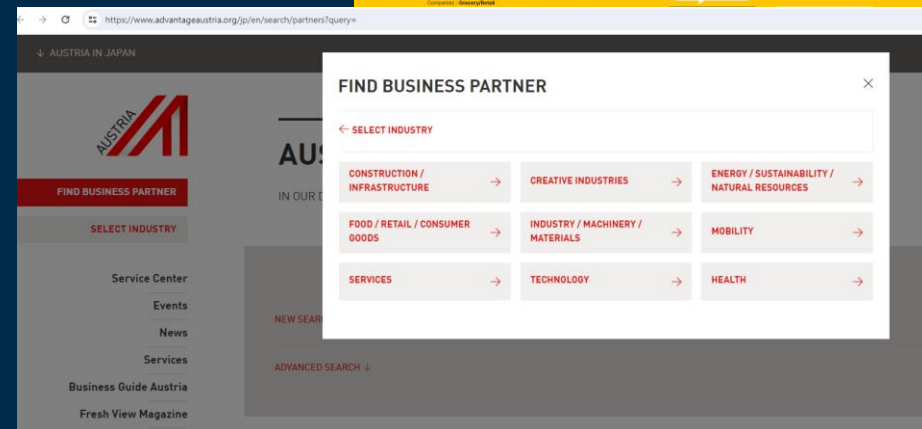 Companies / Grocery/Retail
https://www.advantageaustria.org/jp/en/search/partners?query=
↓ AUSTRIA IN JAPAN
AUSTRIA
FIND BUSINESS PARTNER
SELECT INDUSTRY
Service Center
Events
News
Services
Business Guide Austria
Fresh View Magazine
AUS
IN OUR D
NEW SEAR
ADVANCED SEARCH ↓
FIND BUSINESS PARTNER
← SELECT INDUSTRY
CONSTRUCTION /
INFRASTRUCTURE
CREATIVE INDUSTRIES
ENERGY / SUSTAINABILITY /
NATURAL RESOURCES
FOOD / RETAIL / CONSUMER
GOODS
INDUSTRY / MACHINERY /
MATERIALS
MOBILITY
SERVICES
TECHNOLOGY
HEALTH